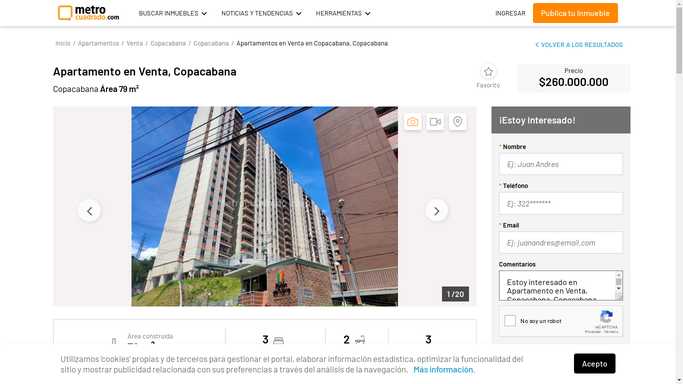 metro
cuadrado.com
BUSCAR INMUEBLES
NOTICIAS Y TENDENCIAS
HERRAMIENTAS
INGRESAR
Publica tu Inmueble
Inicio / Apartamentos / Venta / Copacabana / Copacabana / Apartamentos en Venta en Copacabana, Copacabana
VOLVER A LOS RESULTADOS
Apartamento en Venta, Copacabana
Copacabana Área 79 m²
Favorito
Precio
$260.000.000
1 / 20
¡Estoy Interesado!
* Nombre
Ej: Juan Andres
* Teléfono
Ej: 322*******
* Email
Ej: juanandres@email.com
Comentarios
Estoy interesado en
Apartamento en Venta,
Copacabana, Copacabana
No soy un robot
reCAPTCHA
Privacidad - Términos
Area construida
3
2
3
Utilizamos 'cookies' propias y de terceros para gestionar el portal, elaborar información estadística, optimizar la funcionalidad del
sitio y mostrar publicidad relacionada con sus preferencias a través del análisis de la navegación. Más información.
Acepto